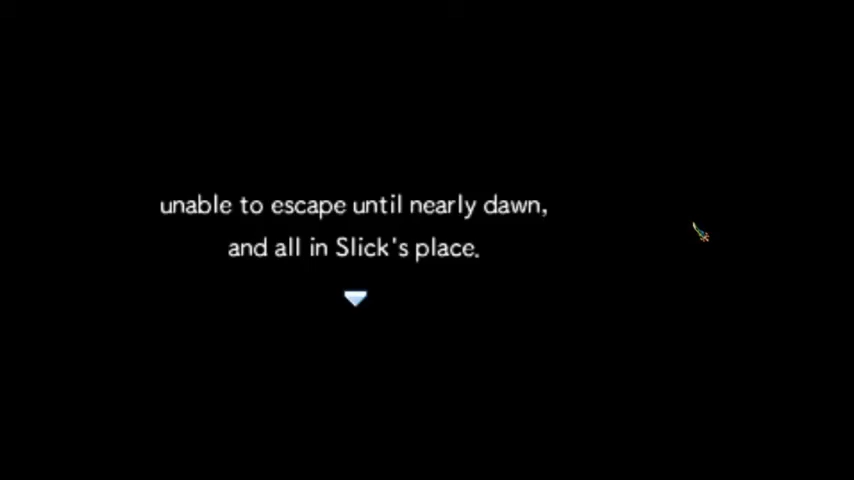 unable to escape until nearly dawn,
and all in Slick's place.